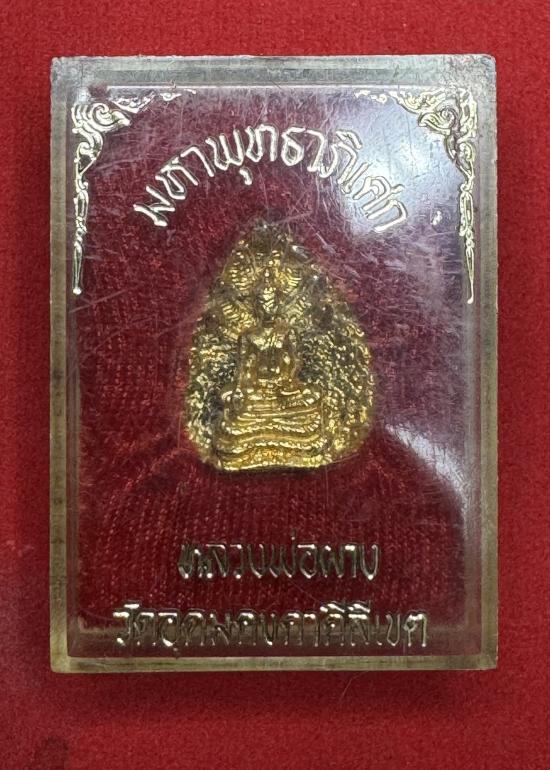 มหาพุทธาภิเศก
หลวงพ่อผาง
วัดอุดมคงคาคีรีเขต